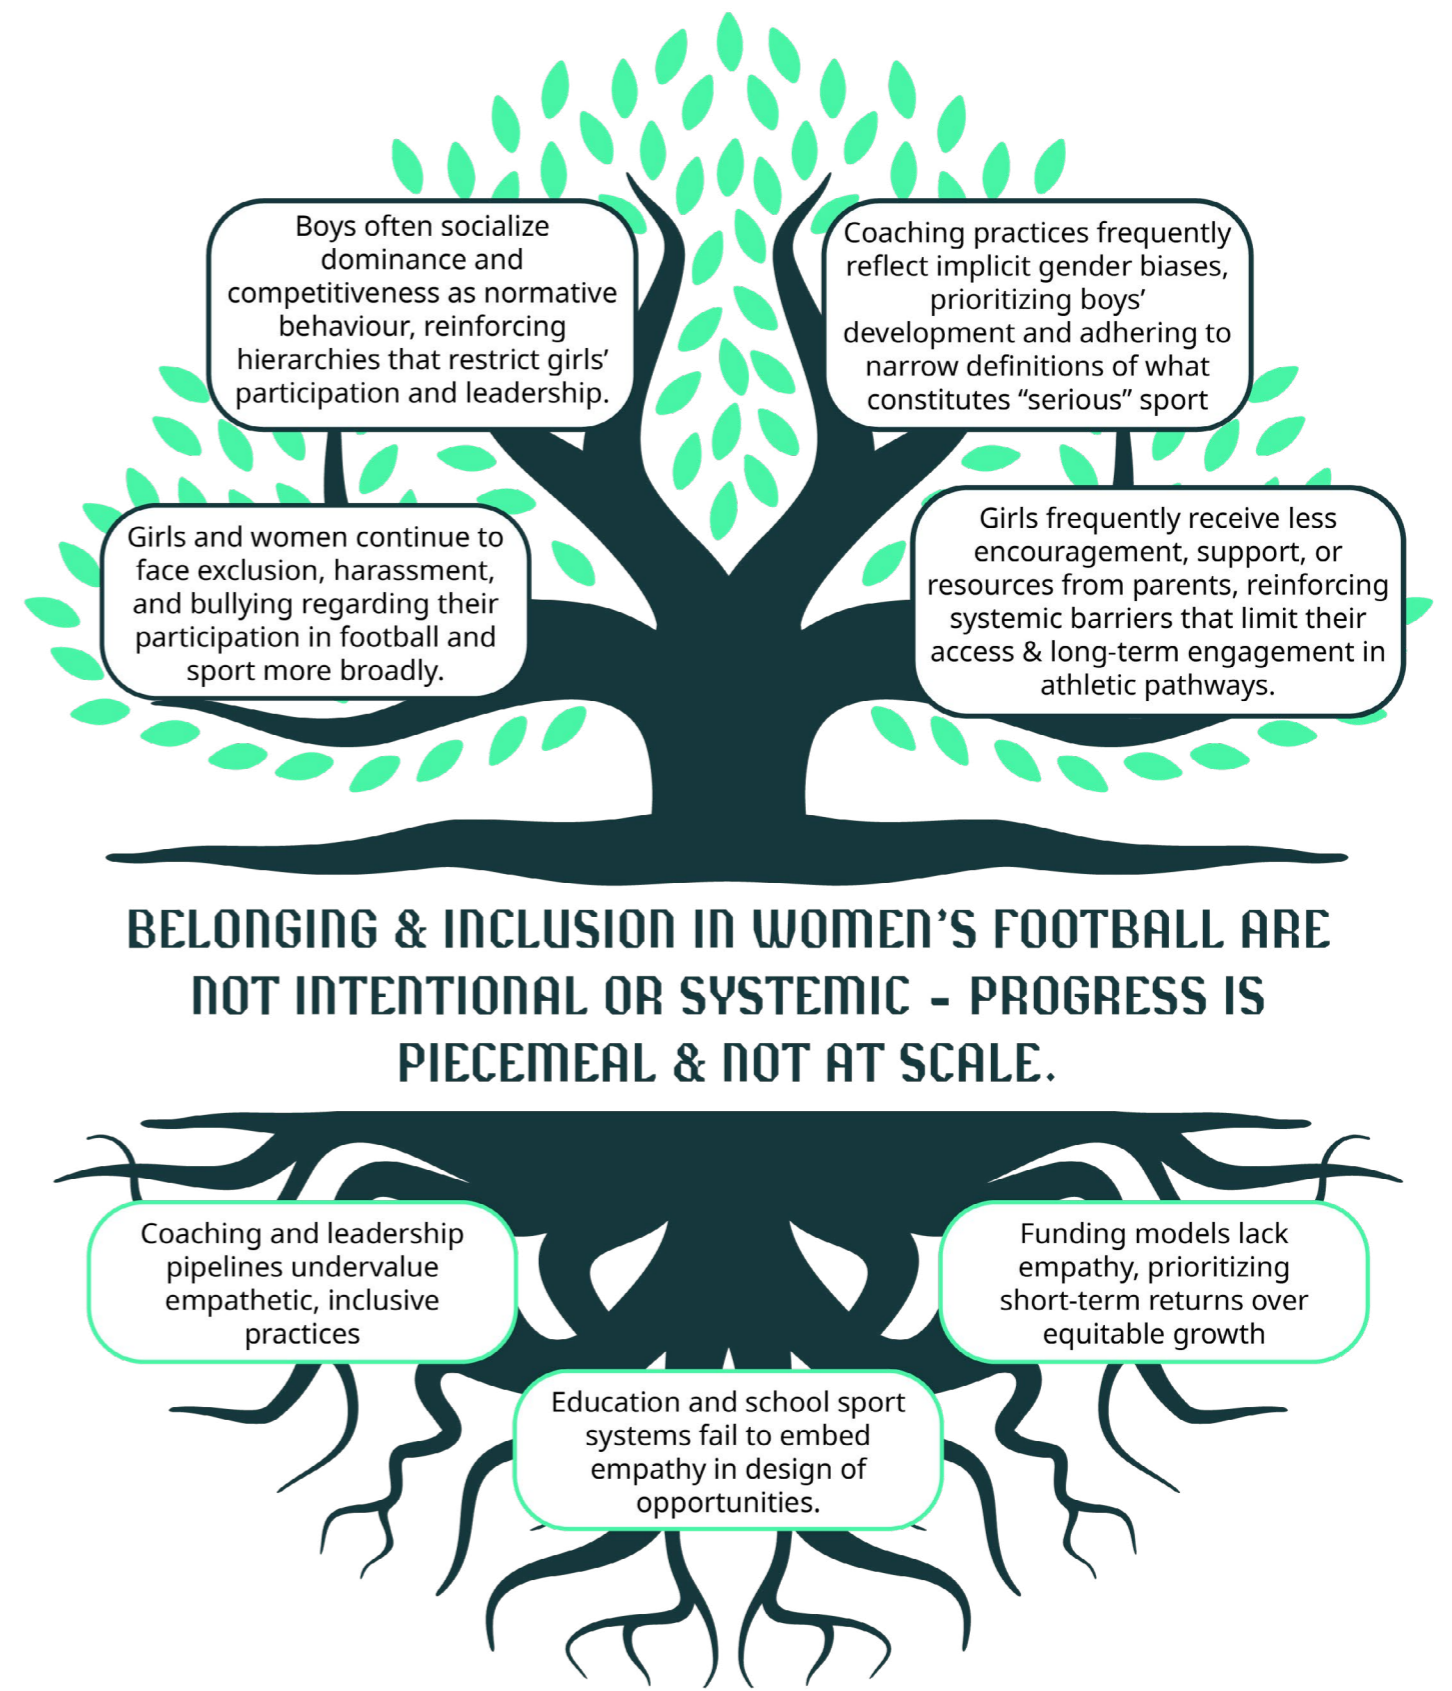 Boys often socialize
dominance and
competitiveness as normative
behaviour, reinforcing
hierarchies that restrict girls’
participation and leadership.
Coaching practices frequently
reflect implicit gender biases,
prioritizing boys’
development and adhering to
narrow definitions of what
constitutes “serious” sport
Girls and women continue to
face exclusion, harassment,
and bullying regarding their
participation in football and
sport more broadly.
Girls frequently receive less
encouragement, support, or
resources from parents, reinforcing
systemic barriers that limit their
access & long-term engagement in
athletic pathways.
BELONGING & INCLUSION IN WOMEN’S FOOTBALL ARE
NOT INTENTIONAL OR SYSTEMIC - PROGRESS IS
PIECEMEAL & NOT AT SCALE.
Coaching and leadership
pipelines undervalue
empathetic, inclusive
practices
Funding models lack
empathy, prioritizing
short-term returns over
equitable growth
Education and school sport
systems fail to embed
empathy in design of
opportunities.